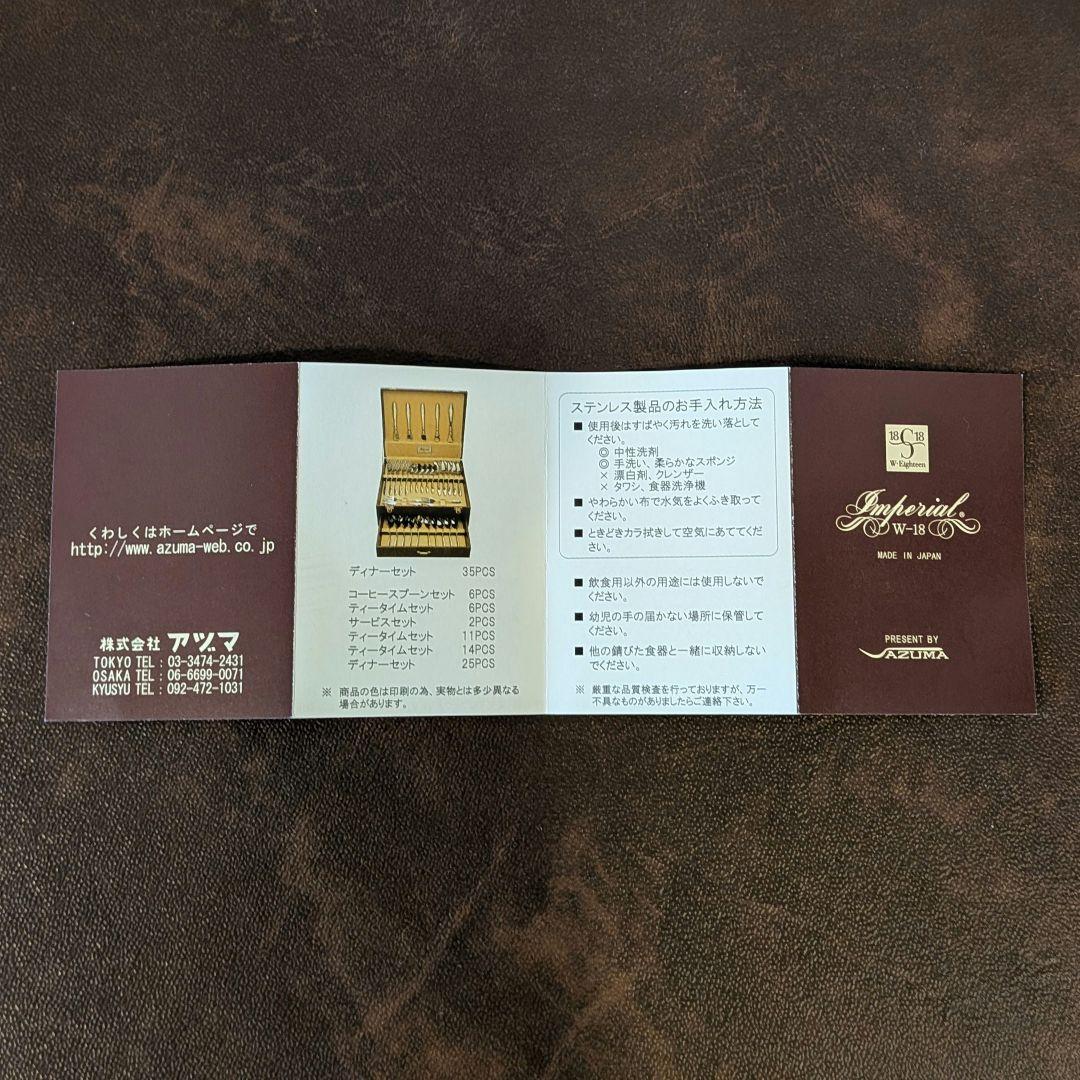 くわしくはホームページで
http://www.azuma-web.co.jp
株式会社 アヅマ
TOKYO TEL : 03-3474-2431
OSAKA TEL : 06-6699-0071
KYUSYU TEL : 092-472-1031
ディナーセット 35PCS
コーヒースプーンセット 6PCS
ティータイムセット 6PCS
サービスセット 2PCS
ティータイムセット 11PCS
ティータイムセット 14PCS
ディナーセット 25PCS
※ 商品の色は印刷の為、実物とは多少異なる
場合があります。
ステンレス製品のお手入れ方法
■ 使用後はすばやく汚れを洗い落として
ください。
◎ 中性洗剤
◎ 手洗い、柔らかなスポンジ
× 漂白剤、クレンザー
× タワシ、食器洗浄機
■ やわらかい布で水気をよくふき取って
ください。
■ ときどきカラ拭きして空気にあててくだ
さい。
■ 飲食用以外の用途には使用しないで
ください。
■ 幼児の手の届かない場所に保管して
ください。
■ 他の錆びた食器と一緒に収納しない
でください。
※ 厳重な品質検査を行っておりますが、万一
不具なものがありましたらご連絡下さい。
18 S 18
W-Eighteen
Imperial®
W-18
MADE IN JAPAN
PRESENT BY
AZUMA